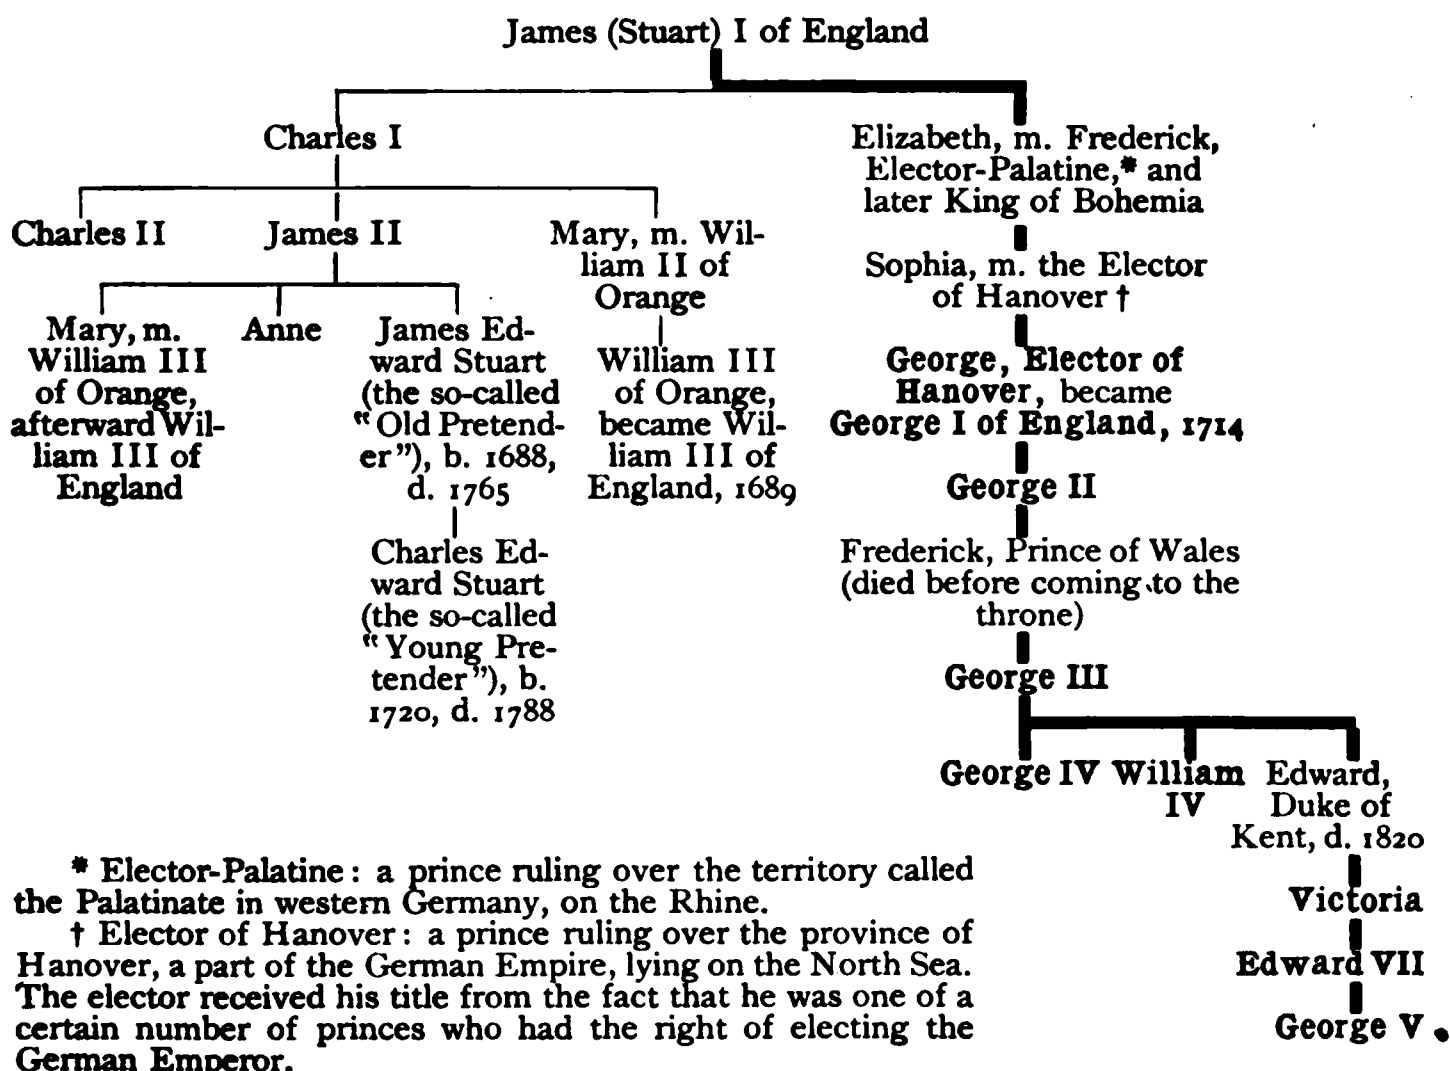 James (Stuart) I of England
Charles I
Elizabeth, m. Frederick,
Elector-Palatine,* and
later King of Bohemia
Charles II
James II
Mary, m. Wil-
liam II of
Orange
Sophia, m. the Elector
of Hanover †
Mary, m.
William III
of Orange,
afterward Wil-
liam III of
England
Anne
James Ed-
ward Stuart
(the so-called
"Old Pretend-
er"), b. 1688,
d. 1765
William III
of Orange,
became Wil-
liam III of
England, 1689
George, Elector of
Hanover, became
George I of England, 1714
George II
Charles Ed-
ward Stuart
(the so-called
"Young Pre-
tender"), b.
1720, d. 1788
Frederick, Prince of Wales
(died before coming to the
throne)
George III
George IV
William
IV
Edward,
Duke of
Kent, d. 1820
Victoria
Edward VII
George V.
* Elector-Palatine: a prince ruling over the territory called
the Palatinate in western Germany, on the Rhine.
† Elector of Hanover: a prince ruling over the province of
Hanover, a part of the German Empire, lying on the North Sea.
The elector received his title from the fact that he was one of a
certain number of princes who had the right of electing the
German Emperor.